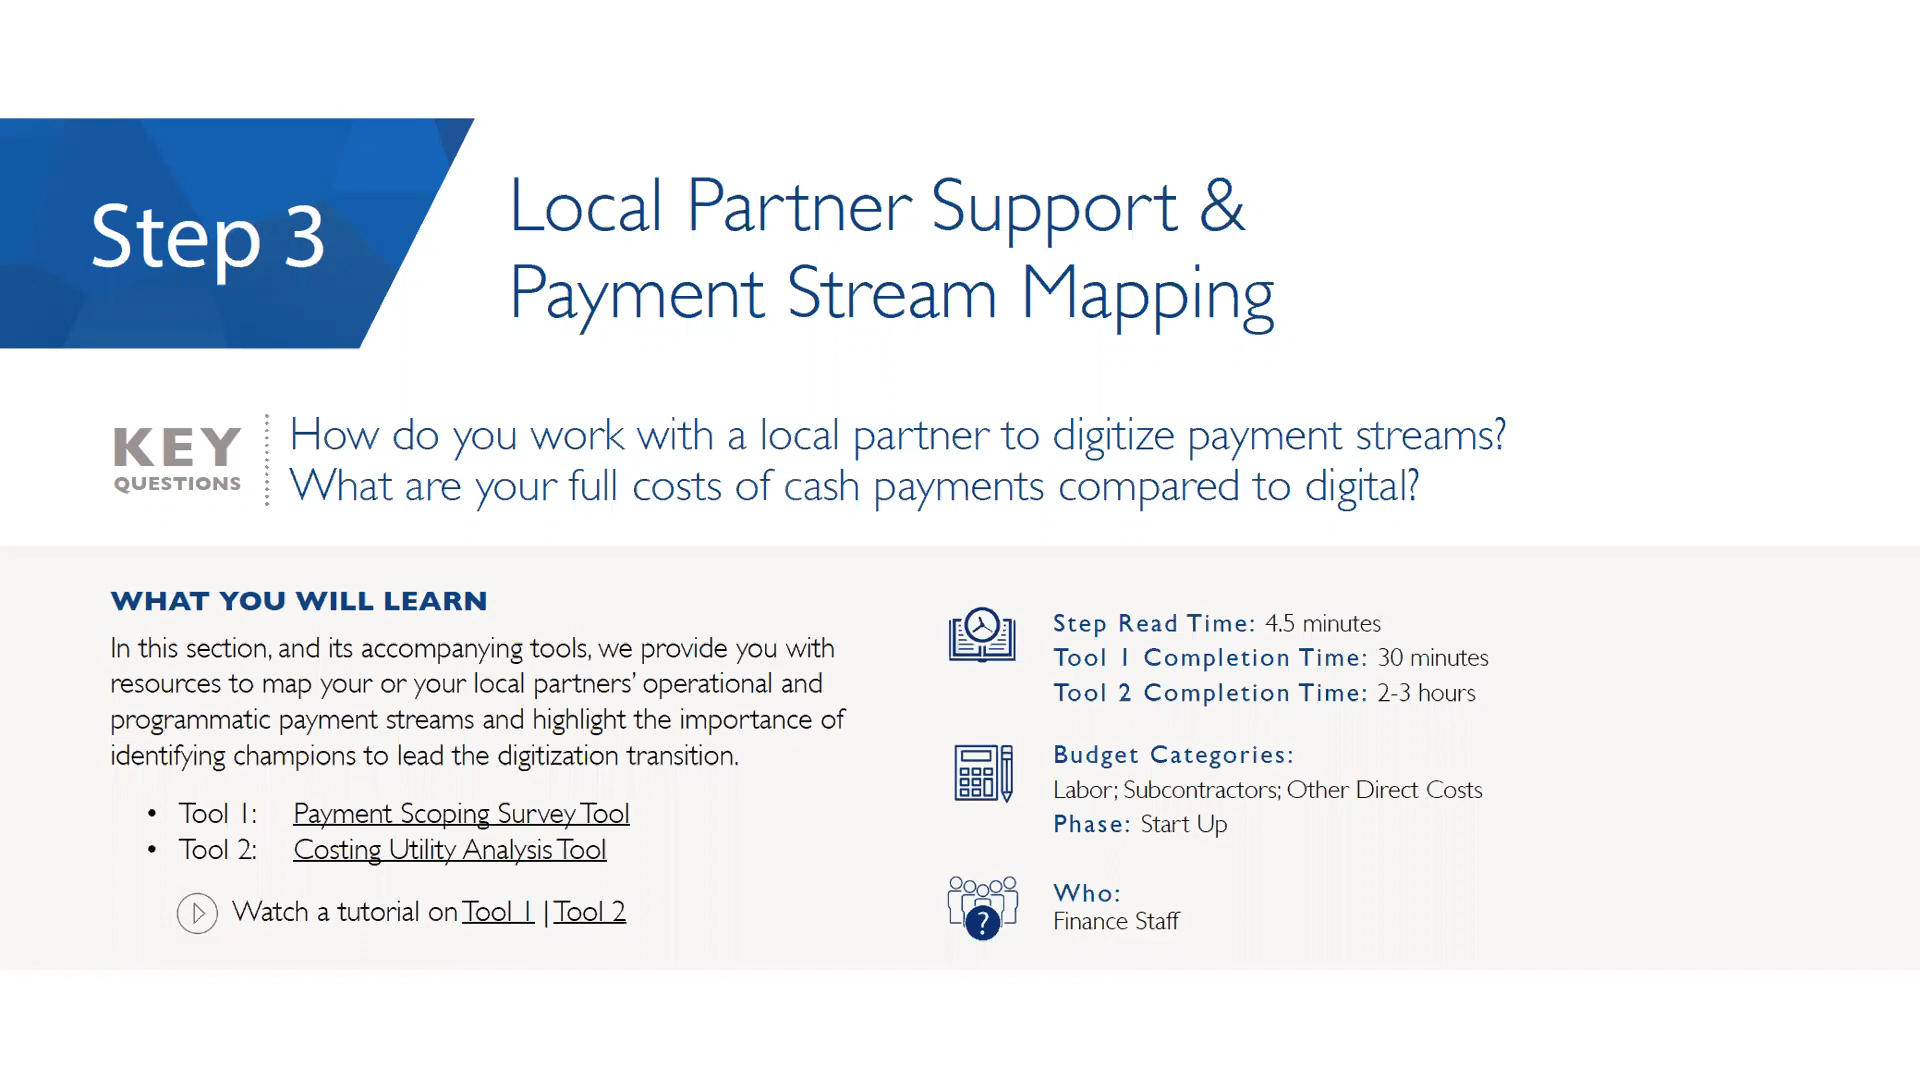 Step 3
Local Partner Support &
Payment Stream Mapping
KEY
QUESTIONS
How do you work with a local partner to digitize payment streams?
What are your full costs of cash payments compared to digital?
WHAT YOU WILL LEARN
In this section, and its accompanying tools, we provide you with
resources to map your or your local partners' operational and
programmatic payment streams and highlight the importance of
identifying champions to lead the digitization transition.
• Tool 1: Payment Scoping Survey Tool
• Tool 2: Costing Utility Analysis Tool
Watch a tutorial on Tool 1 | Tool 2
Step Read Time: 4.5 minutes
Tool 1 Completion Time: 30 minutes
Tool 2 Completion Time: 2-3 hours
Budget Categories:
Labor; Subcontractors; Other Direct Costs
Phase: Start Up
?
Who:
Finance Staff